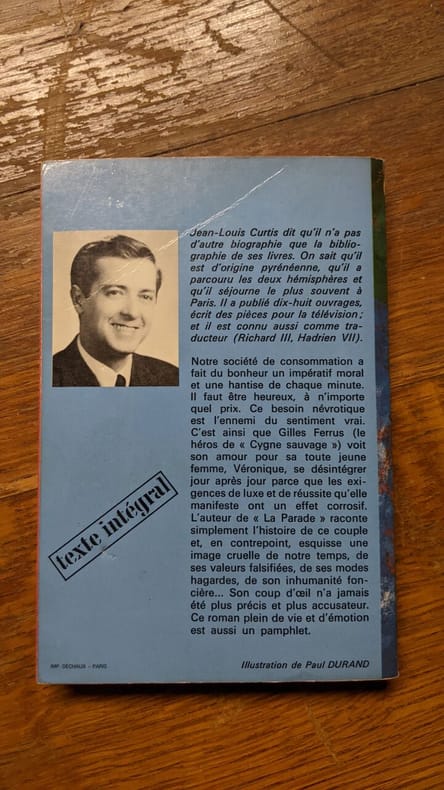 Jean-Louis Curtis dit qu'il n'a pas
d'autre biographie que la biblio-
graphie de ses livres. On sait qu'il
est d'origine pyrénéenne, qu'il a
parcouru les deux hémisphères et
qu'il séjourne le plus souvent à
Paris. Il a publié dix-huit ouvrages,
écrit des pièces pour la télévision ;
et il est connu aussi comme tra-
ducteur (Richard III, Hadrien VII).
Notre société de consommation a
fait du bonheur un impératif moral
et une hantise de chaque minute.
Il faut être heureux, à n'importe
quel prix. Ce besoin névrotique
est l'ennemi du sentiment vrai.
C'est ainsi que Gilles Ferrus (le
héros de « Cygne sauvage ») voit
son amour pour sa toute jeune
femme, Véronique, se désintégrer
jour après jour parce que les exi-
gences de luxe et de réussite qu'elle
manifeste ont un effet corrosif.
L'auteur de « La Parade » raconte
simplement l'histoire de ce couple
et, en contrepoint, esquisse une
image cruelle de notre temps, de
ses valeurs falsifiées, de ses modes
hagardes, de son inhumanité fon-
cière... Son coup d'œil n'a jamais
été plus précis et plus accusateur.
Ce roman plein de vie et d'émotion
est aussi un pamphlet.
texte intégral
IMP. DÉCHAUX - PARIS
Illustration de Paul DURAND